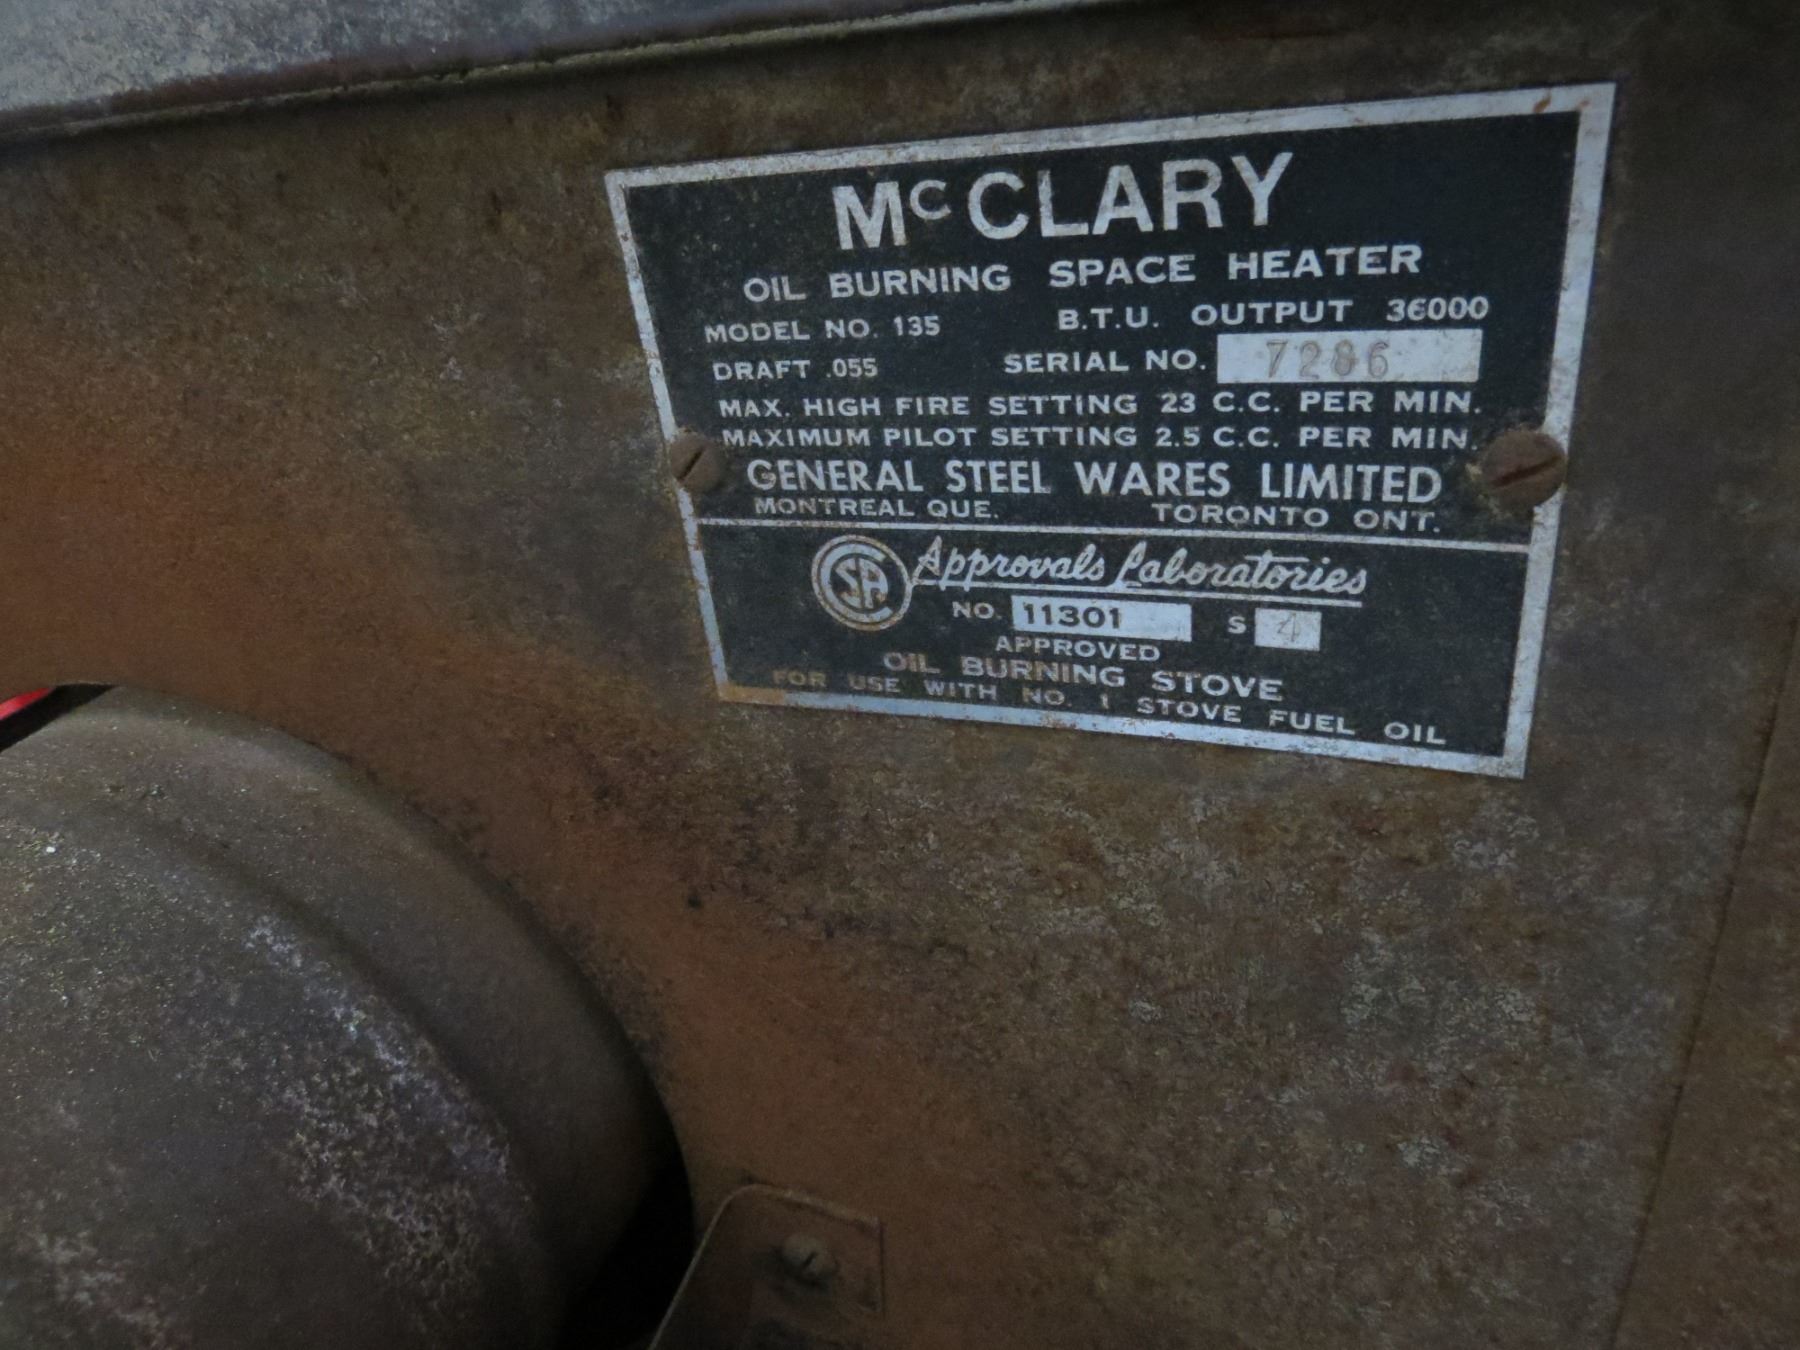 McCLARY
OIL BURNING SPACE HEATER
MODEL NO. 135 B.T.U. OUTPUT 36000
DRAFT .055 SERIAL NO. 7286
MAX. HIGH FIRE SETTING 23 C.C. PER MIN.
MAXIMUM PILOT SETTING 2.5 C.C. PER MIN.
GENERAL STEEL WARES LIMITED
MONTREAL QUE. TORONTO ONT.
CSA Approvals Laboratories
NO. 11301 S 4
APPROVED
OIL BURNING STOVE
FOR USE WITH NO. 1 STOVE FUEL OIL